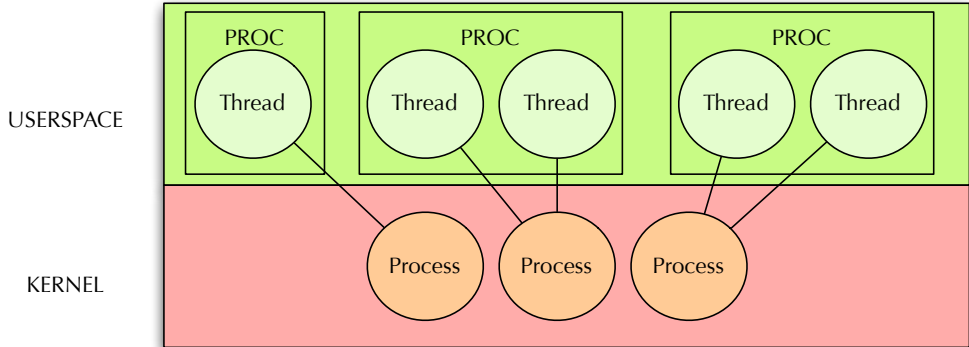 PROC
PROC
PROC
Thread
Thread
Thread
Thread
Thread
USERSPACE
Process
Process
Process
KERNEL